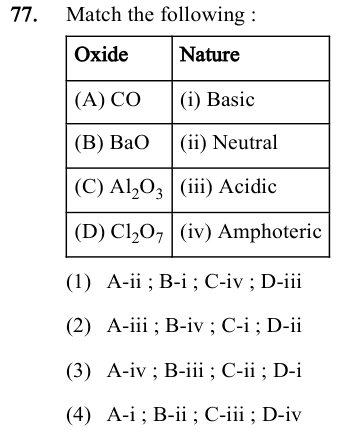 77. Match the following :
Oxide Nature
(A) CO (i) Basic
(B) BaO (ii) Neutral
(C) Al₂O₃ (iii) Acidic
(D) Cl₂O₇ (iv) Amphoteric
(1) A-ii ; B-i ; C-iv ; D-iii
(2) A-iii ; B-iv ; C-i ; D-ii
(3) A-iv ; B-iii ; C-ii ; D-i
(4) A-i ; B-ii ; C-iii ; D-iv